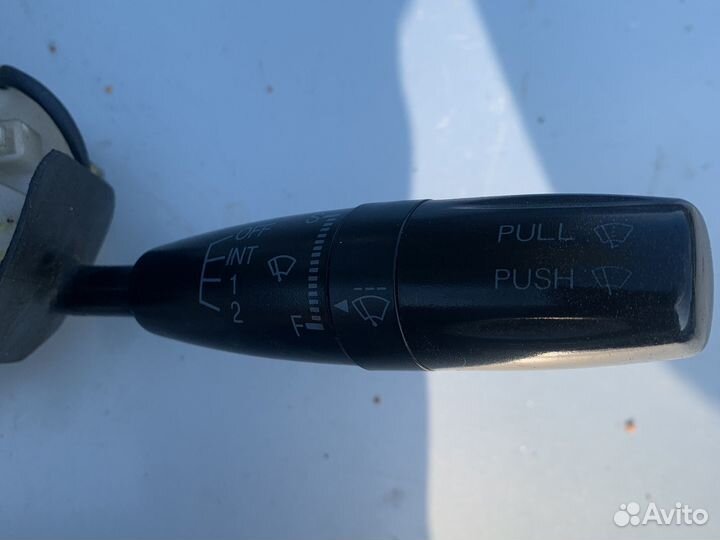 OFF
INT
1
2
F
PULL
PUSH
Avito